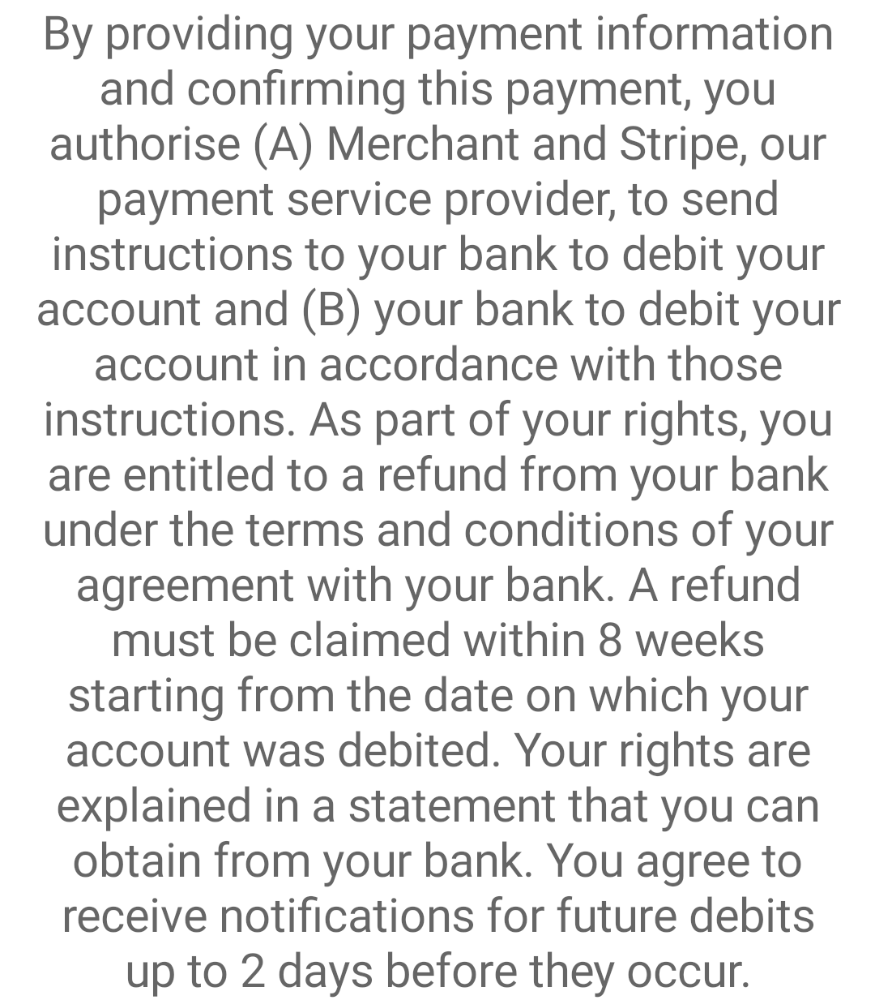 By providing your payment information
and confirming this payment, you
authorise (A) Merchant and Stripe, our
payment service provider, to send
instructions to your bank to debit your
account and (B) your bank to debit your
account in accordance with those
instructions. As part of your rights, you
are entitled to a refund from your bank
under the terms and conditions of your
agreement with your bank. A refund
must be claimed within 8 weeks
starting from the date on which your
account was debited. Your rights are
explained in a statement that you can
obtain from your bank. You agree to
receive notifications for future debits
up to 2 days before they occur.